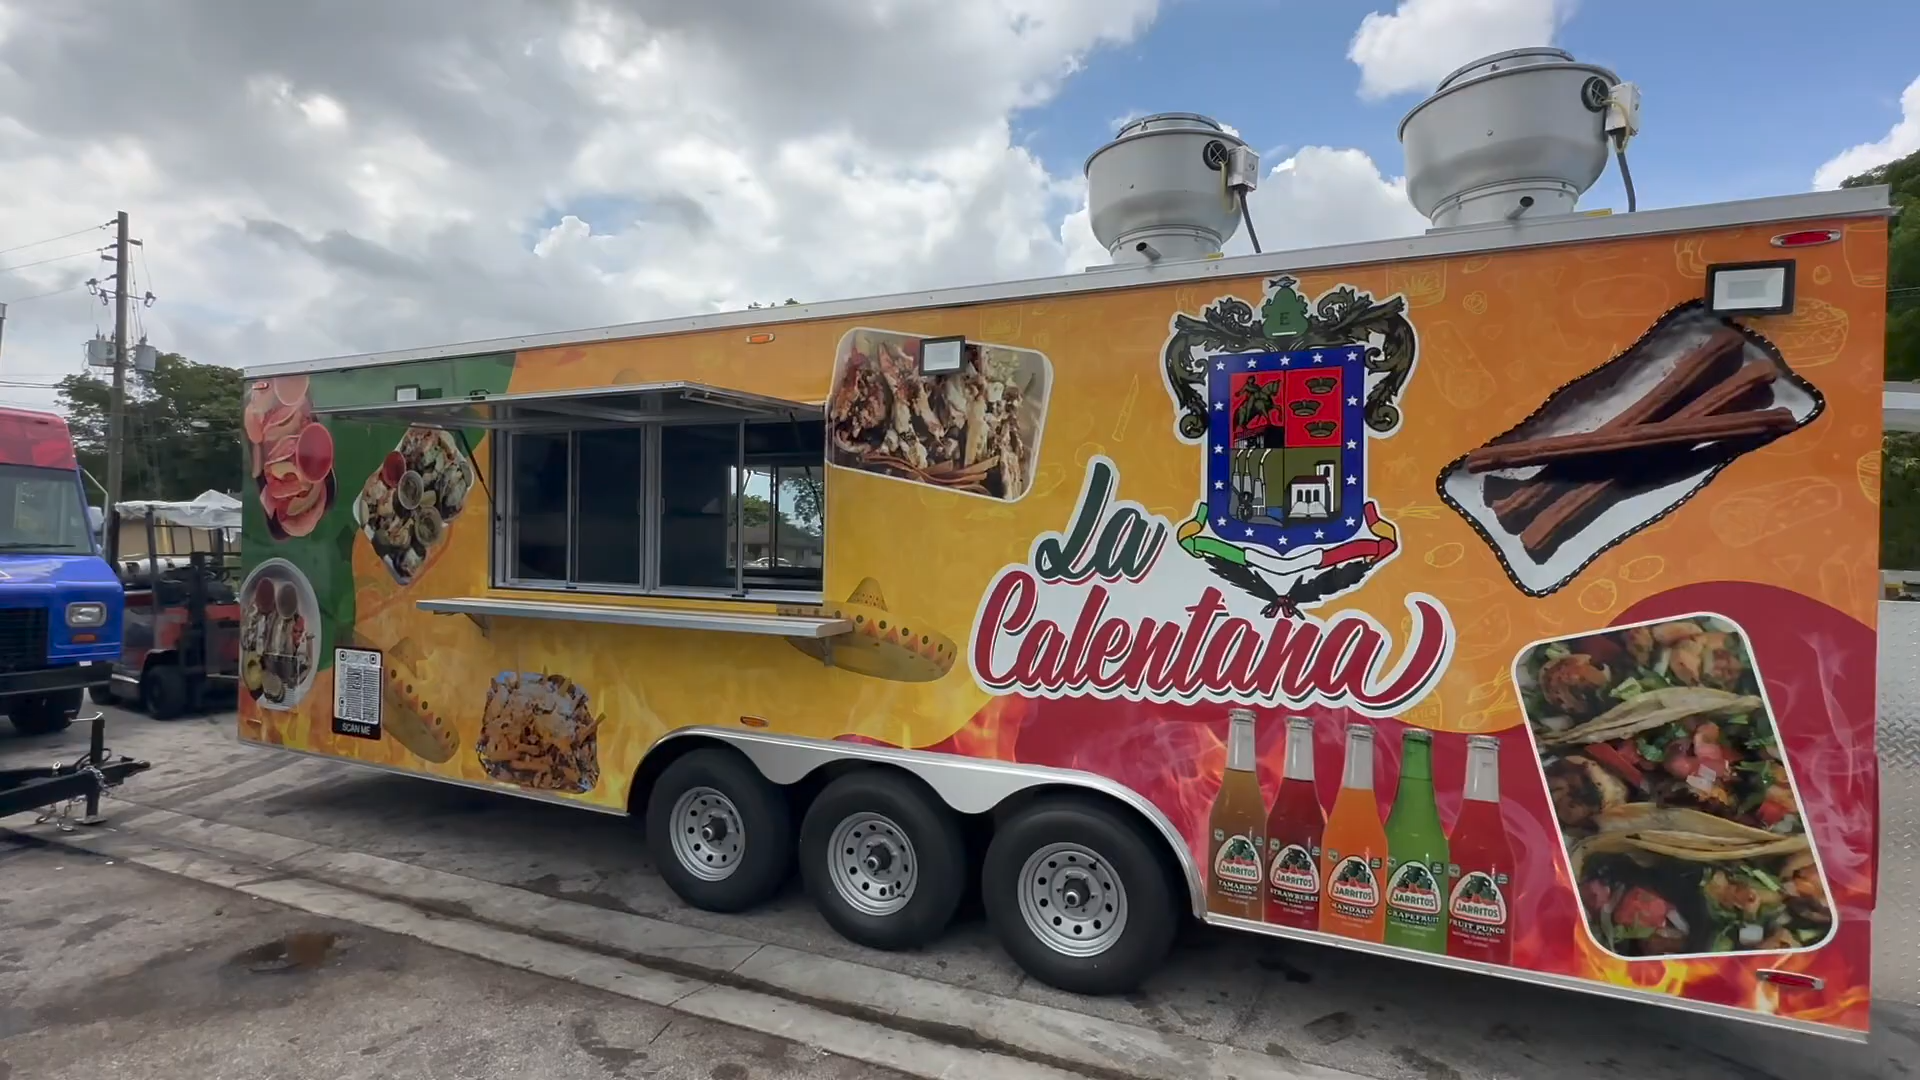 E
La
Calentana
SCAN ME
JARRITOS
TAMARIND
JARRITOS
STRAWBERRY
JARRITOS
MANDARIN
JARRITOS
GRAPEFRUIT
JARRITOS
FRUIT PUNCH